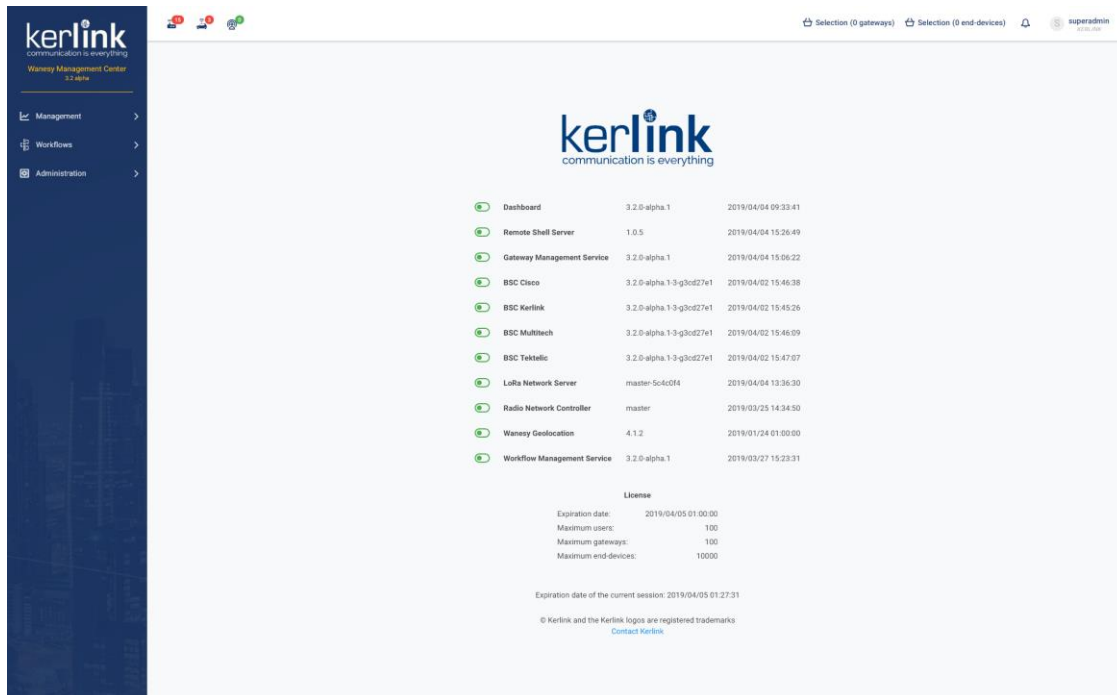 kerlink
communication is everything
Wanesy Management Center
3.2 alpha
Management
Workflows
Administration
Selection (0 gateways) Selection (0 end-devices) S superadmin
kerlink
communication is everything
Dashboard 3.2.0-alpha.1 2019/04/04 09:33:41
Remote Shell Server 1.0.5 2019/04/04 15:26:49
Gateway Management Service 3.2.0-alpha.1 2019/04/04 15:06:22
BSC Cisco 3.2.0-alpha.1-3-g3cd27e1 2019/04/02 15:46:38
BSC Kerlink 3.2.0-alpha.1-3-g3cd27e1 2019/04/02 15:45:26
BSC Multitech 3.2.0-alpha.1-3-g3cd27e1 2019/04/02 15:46:09
BSC Tektelic 3.2.0-alpha.1-3-g3cd27e1 2019/04/02 15:47:07
LoRa Network Server master-5c4c0f4 2019/04/04 13:36:30
Radio Network Controller master 2019/03/25 14:34:50
Wanesy Geolocation 4.1.2 2019/01/24 01:00:00
Workflow Management Service 3.2.0-alpha.1 2019/03/27 15:23:31
License
Expiration date: 2019/04/05 01:00:00
Maximum users: 100
Maximum gateways: 100
Maximum end-devices: 10000
Expiration date of the current session: 2019/04/05 01:27:31
© Kerlink and the Kerlink logos are registered trademarks
Contact Kerlink